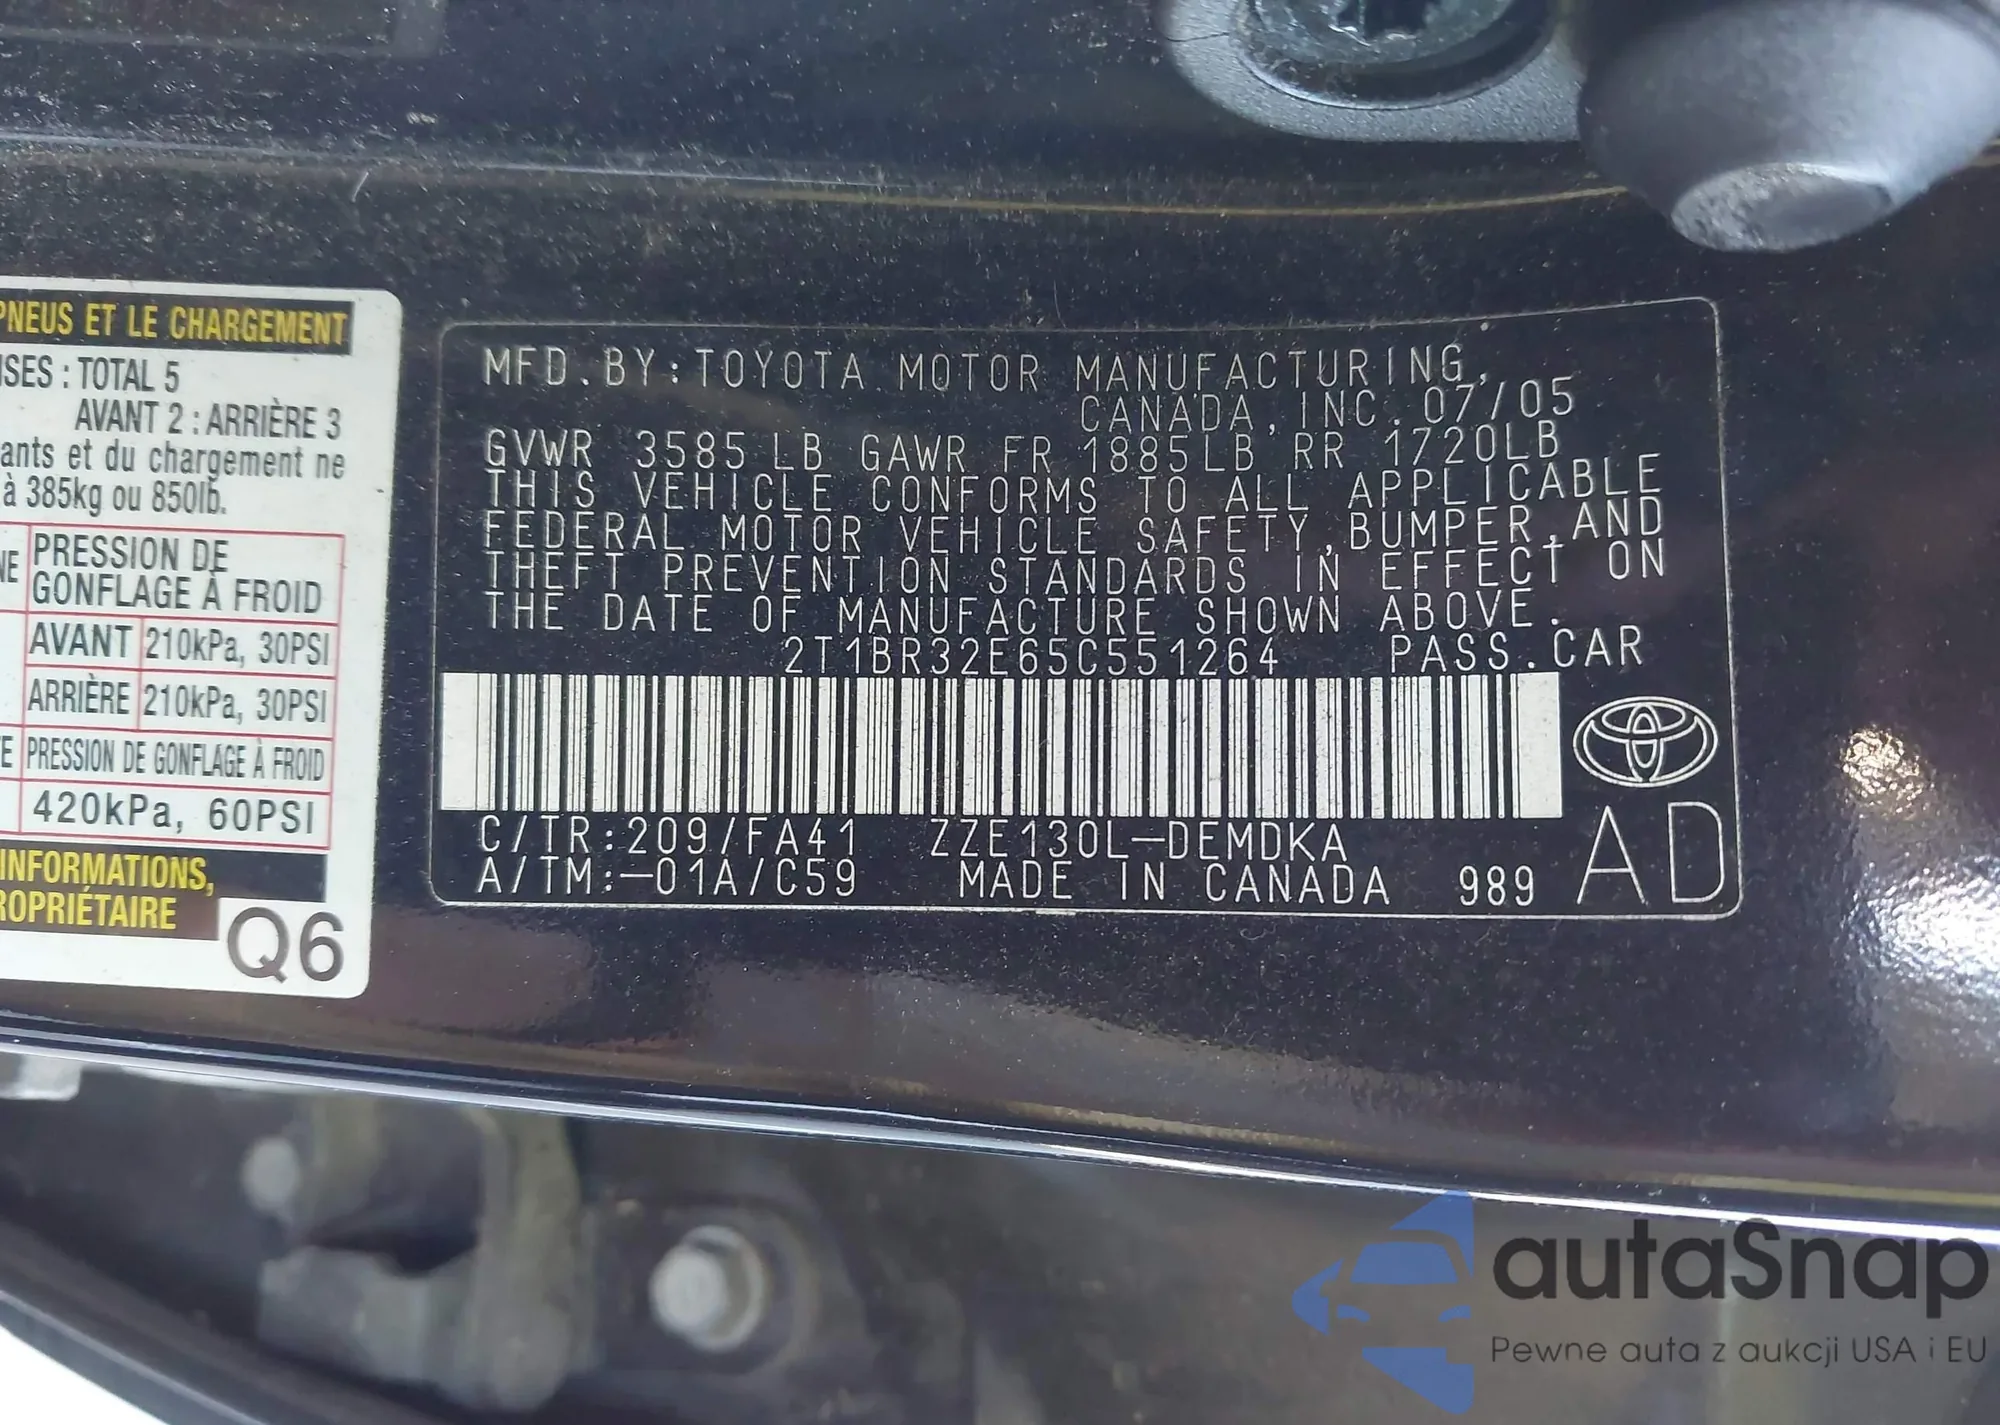 PNEUS ET LE CHARGEMENT
ISES : TOTAL 5
AVANT 2 : ARRIÈRE 3
ants et du chargement ne
à 385kg ou 850lb.
NE PRESSION DE
GONFLAGE À FROID
AVANT 210kPa, 30PSI
ARRIÈRE 210kPa, 30PSI
E PRESSION DE GONFLAGE À FROID
420kPa, 60PSI
INFORMATIONS,
ROPRIÉTAIRE
Q6
MFD.BY:TOYOTA MOTOR MANUFACTURING,
CANADA,INC. 07/05
GVWR 3585LB GAWR FR 1885LB RR 1720LB
THIS VEHICLE CONFORMS TO ALL APPLICABLE
FEDERAL MOTOR VEHICLE SAFETY,BUMPER,AND
THEFT PREVENTION STANDARDS IN EFFECT ON
THE DATE OF MANUFACTURE SHOWN ABOVE.
2T1BR32E65C551264 PASS.CAR
C/TR:209/FA41 ZZE130L-DEMDKA
A/TM:-01A/C59 MADE IN CANADA 989 AD
autoSnap
Pewne auta z aukcji USA i EU